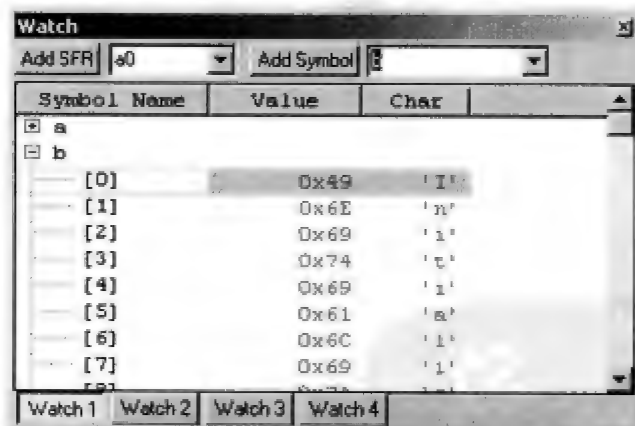 Watch
Add SFR a0 Add Symbol
Symbol Name Value Char
a
b
[0] 0x49 'I'
[1] 0x6E 'n'
[2] 0x69 'i'
[3] 0x74 't'
[4] 0x69 'i'
[5] 0x61 'a'
[6] 0x6C 'l'
[7] 0x69 'i'
Watch 1 Watch 2 Watch 3 Watch 4